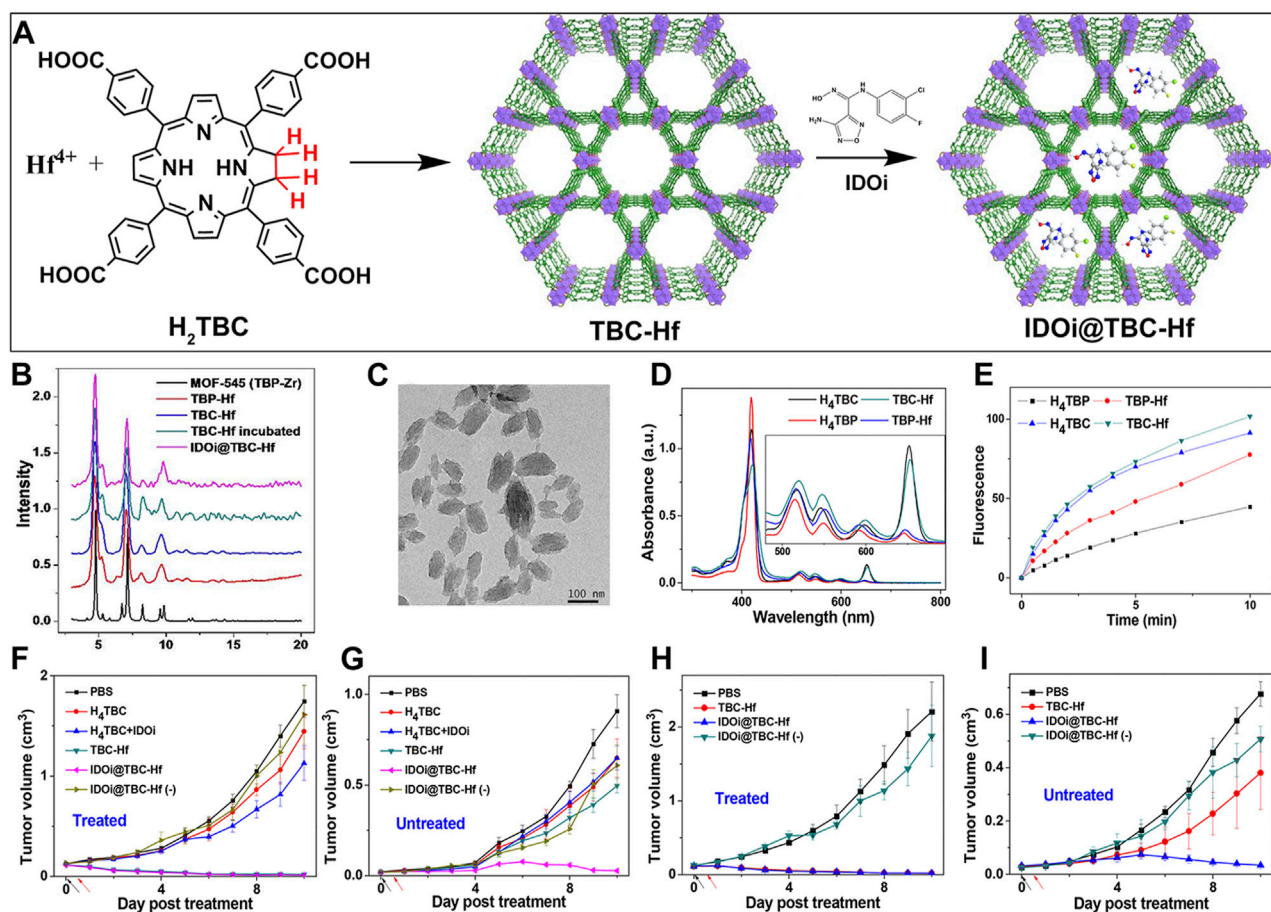 A
HOOC
COOH
N
NH
HN
N
H
H
H
H
Hf4+ +
HOOC
COOH
H2TBC
TBC-Hf
HO
N
H
N
Cl
F
H2N
N
O
N
IDOi
IDOi@TBC-Hf
B
MOF-545 (TBP-Zr)
TBP-Hf
TBC-Hf
TBC-Hf incubated
IDOi@TBC-Hf
2.0
1.5
1.0
0.5
0.0
Intensity
5
10
15
20
C
100 nm
D
H4TBC
TBC-Hf
H4TBP
TBP-Hf
1.0
0.5
0.0
Absorbance (a.u.)
500
600
400
600
800
Wavelength (nm)
E
H4TBP
TBP-Hf
H4TBC
TBC-Hf
100
50
0
Fluorescence
0
5
10
Time (min)
F
PBS
H4TBC
H4TBC+IDOi
TBC-Hf
IDOi@TBC-Hf
IDOi@TBC-Hf (-)
Treated
2
1
0
Tumor volume (cm3)
0
4
8
Day post treatment
G
PBS
H4TBC
H4TBC+IDOi
TBC-Hf
IDOi@TBC-Hf
IDOi@TBC-Hf (-)
Untreated
1.0
0.5
0.0
Tumor volume (cm3)
0
4
8
Day post treatment
H
PBS
TBC-Hf
IDOi@TBC-Hf
IDOi@TBC-Hf (-)
Treated
2
1
0
Tumor volume (cm3)
0
4
8
Day post treatment
I
PBS
TBC-Hf
IDOi@TBC-Hf
IDOi@TBC-Hf (-)
Untreated
0.6
0.4
0.2
0.0
Tumor volume (cm3)
0
4
8
Day post treatment